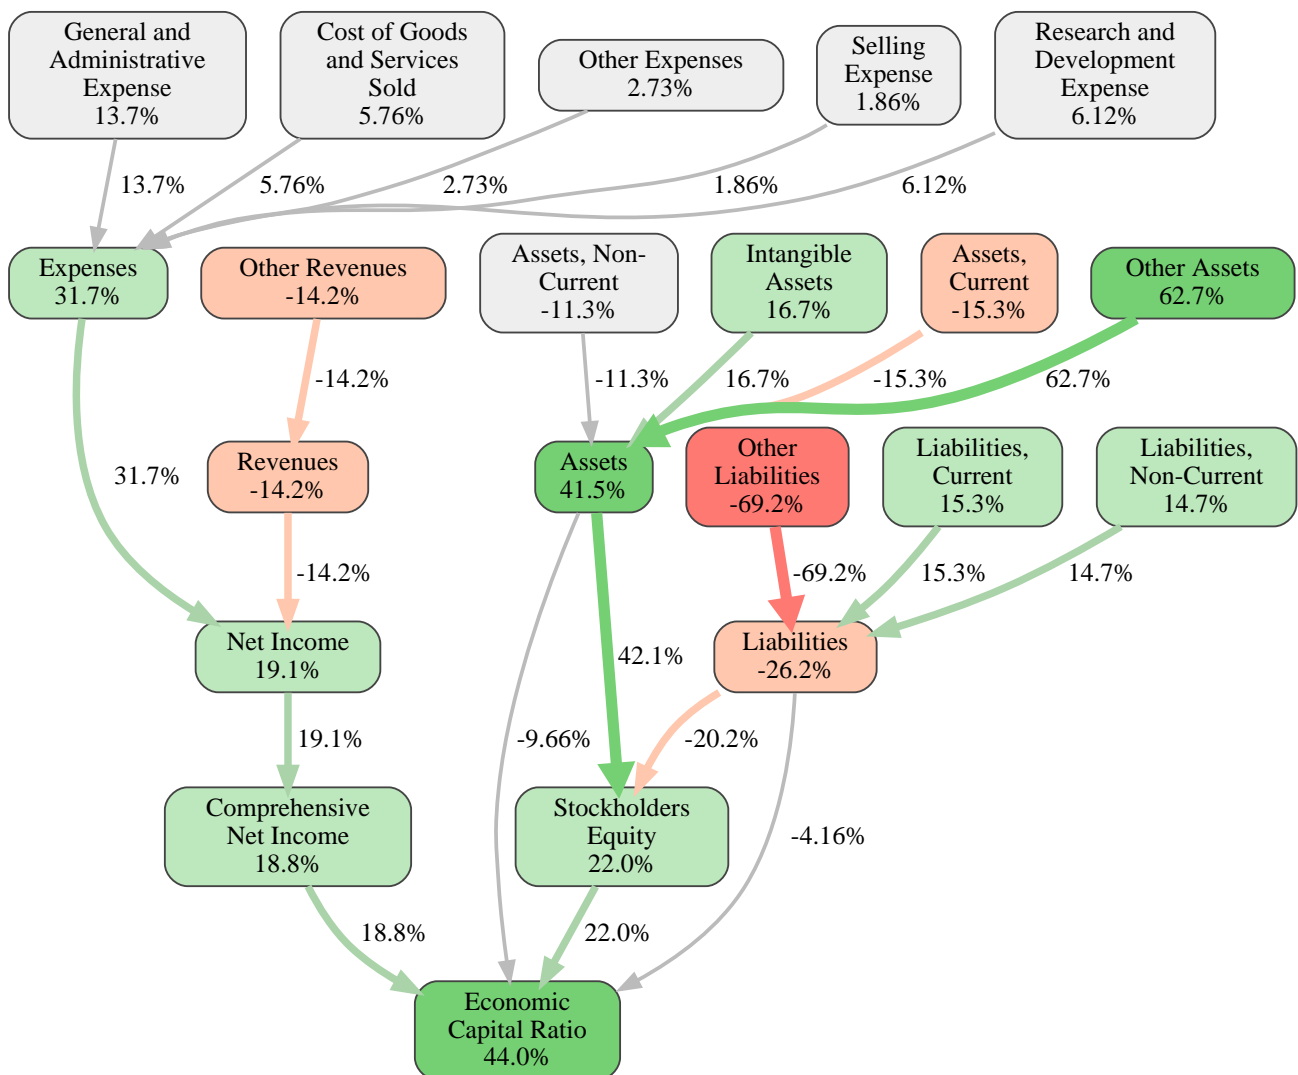 General and
Administrative
Expense
13.7%
Cost of Goods
and Services
Sold
5.76%
Other Expenses
2.73%
Selling
Expense
1.86%
Research and
Development
Expense
6.12%
13.7%
5.76%
2.73%
1.86%
6.12%
Expenses
31.7%
Other Revenues
-14.2%
Assets, Non-
Current
-11.3%
Intangible
Assets
16.7%
Assets,
Current
-15.3%
Other Assets
62.7%
-14.2%
-11.3%
16.7%
-15.3%
62.7%
31.7%
Revenues
-14.2%
Assets
41.5%
Other
Liabilities
-69.2%
Liabilities,
Current
15.3%
Liabilities,
Non-Current
14.7%
-14.2%
-69.2%
15.3%
14.7%
Net Income
19.1%
42.1%
Liabilities
-26.2%
19.1%
-9.66%
-20.2%
Comprehensive
Net Income
18.8%
Stockholders
Equity
22.0%
-4.16%
18.8%
22.0%
Economic
Capital Ratio
44.0%